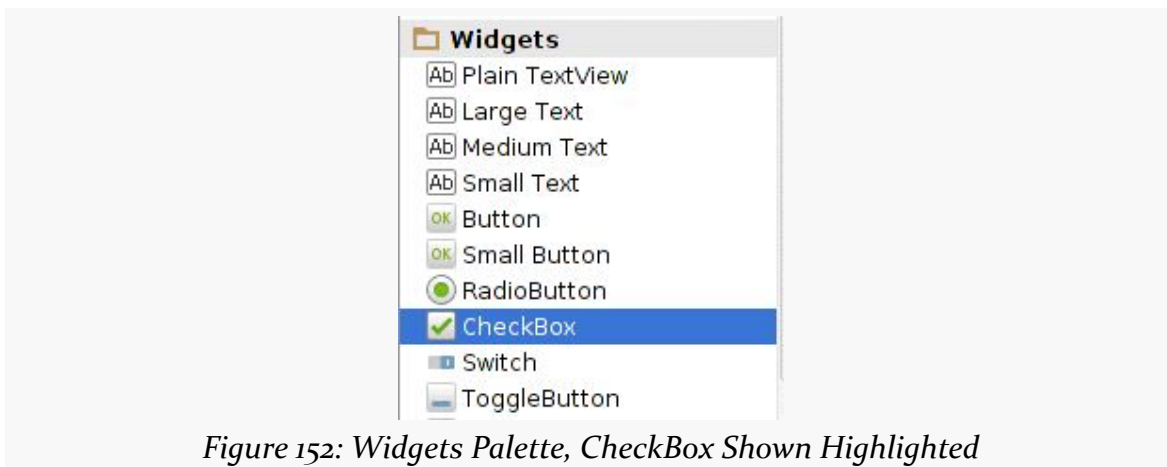 Widgets
Ab Plain TextView
Ab Large Text
Ab Medium Text
Ab Small Text
OK Button
OK Small Button
RadioButton
CheckBox
Switch
ToggleButton
Figure 152: Widgets Palette, CheckBox Shown Highlighted